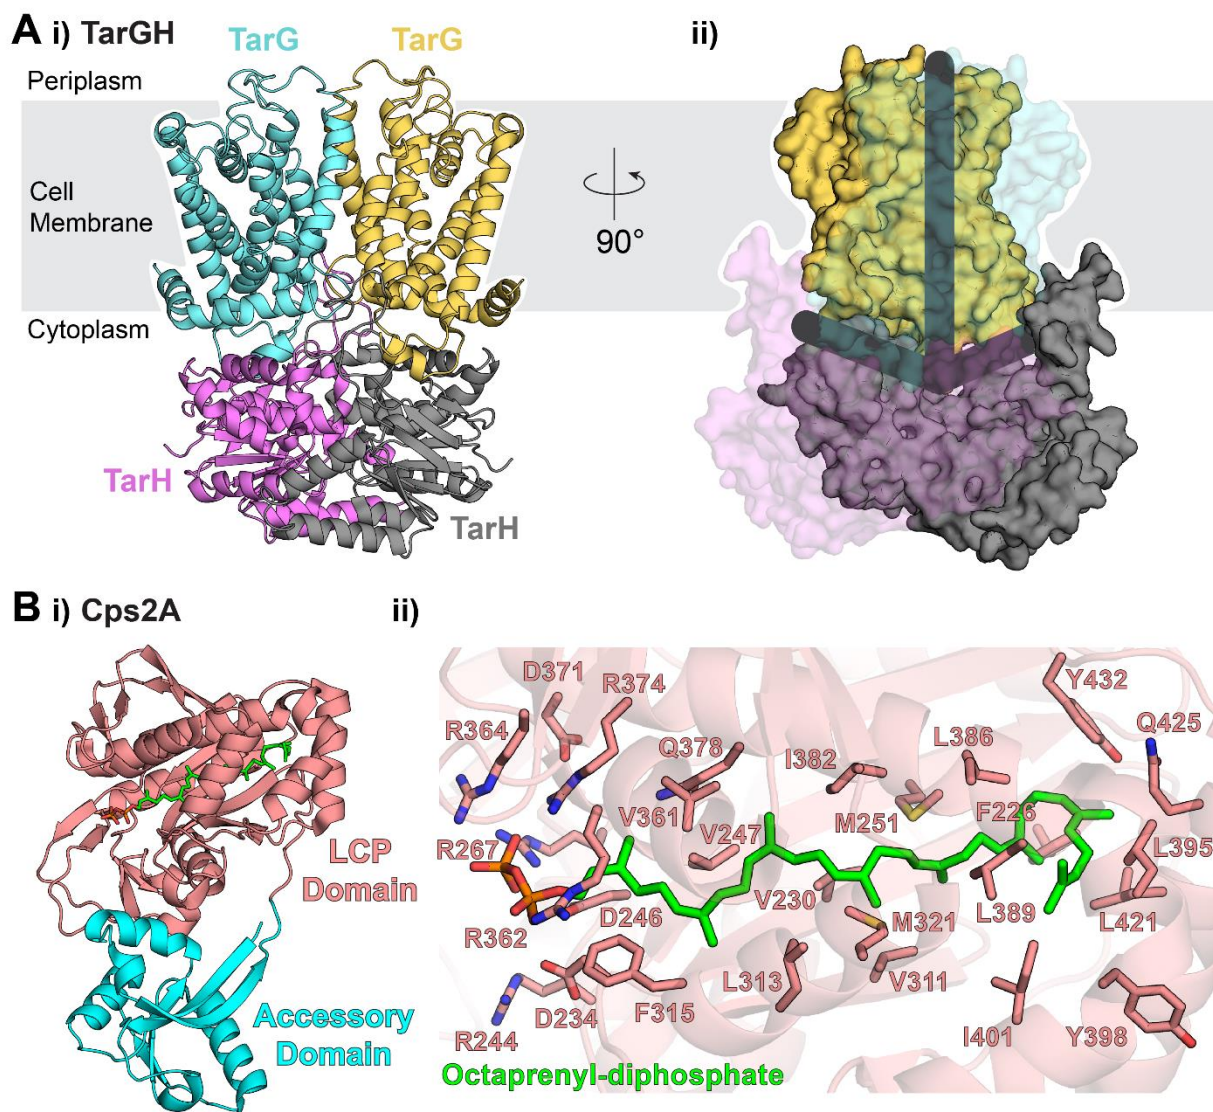 A i) TarGH
TarG
TarG
ii)
Periplasm
Cell
Membrane
90°
Cytoplasm
TarH
TarH
B i) Cps2A
ii)
LCP
Domain
Accessory
Domain
D371
R374
Y432
R364
Q425
Q378
I382
L386
V361
M251
F226
V247
R267
L395
V230
D246
M321
L389
L421
R362
L313
V311
D234
F315
I401
Y398
R244
Octaprenyl-diphosphate